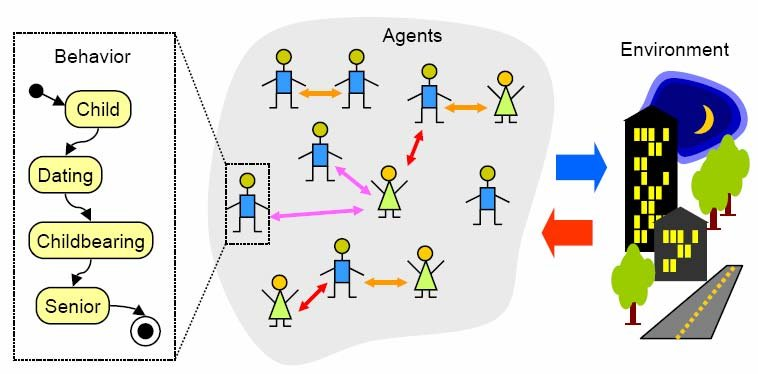 Behavior
Child
Dating
Childbearing
Senior
Agents
Environment